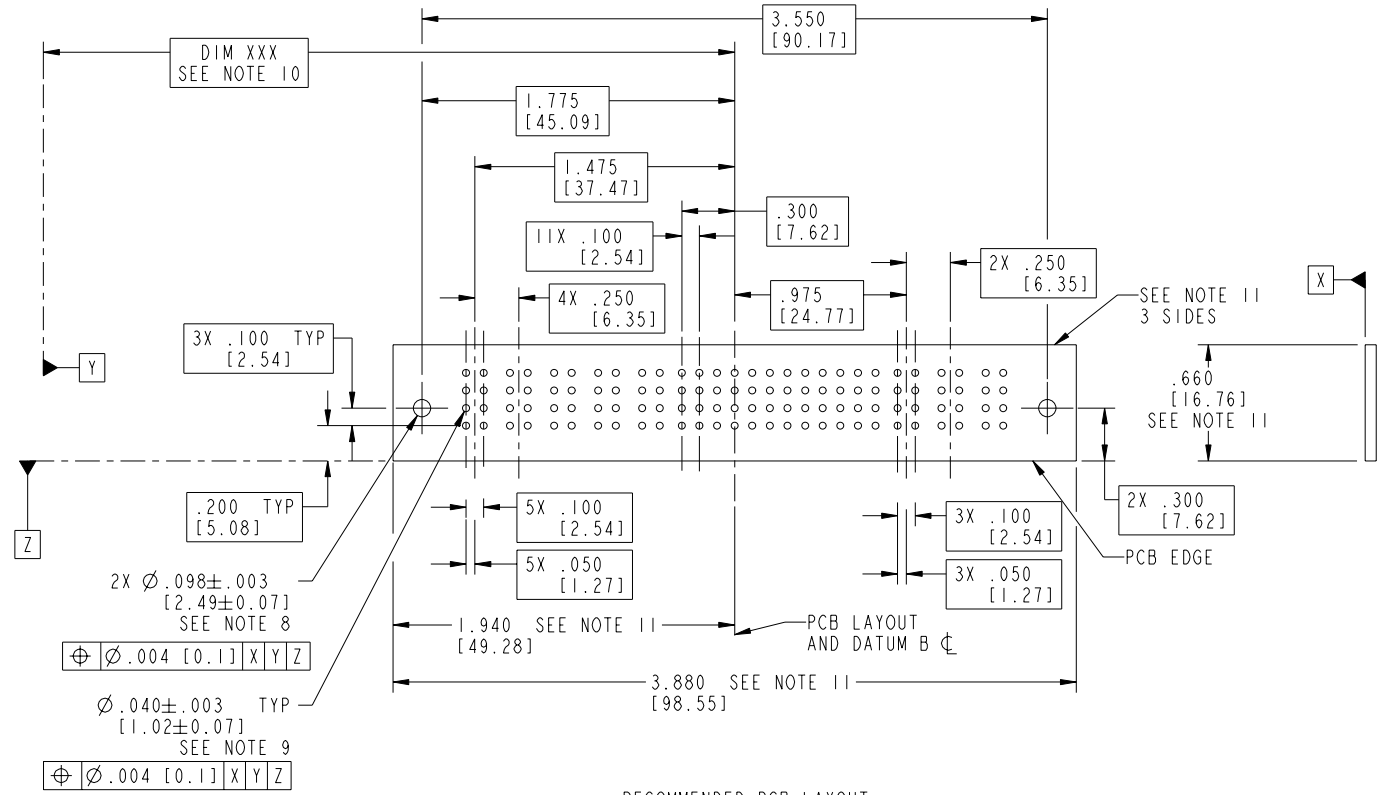 3.550
[90.17]
DIM XXX
SEE NOTE 10
1.775
[45.09]
1.475
[37.47]
.300
[7.62]
11X .100
[2.54]
2X .250
[6.35]
X
4X .250
[6.35]
.975
[24.77]
SEE NOTE 11
3 SIDES
3X .100 TYP
[2.54]
Y
.660
[16.76]
SEE NOTE 11
.200 TYP
[5.08]
5X .100
[2.54]
3X .100
[2.54]
2X .300
[7.62]
Z
PCB EDGE
2X Ø.098±.003
[2.49±0.07]
SEE NOTE 8
5X .050
[1.27]
3X .050
[1.27]
1.940 SEE NOTE 11
[49.28]
PCB LAYOUT
AND DATUM B ℄
⌖ Ø.004 [0.1] X Y Z
3.880 SEE NOTE 11
[98.55]
Ø.040±.003 TYP
[1.02±0.07]
SEE NOTE 9
⌖ Ø.004 [0.1] X Y Z
RECOMMENDED PCB LAYOUT